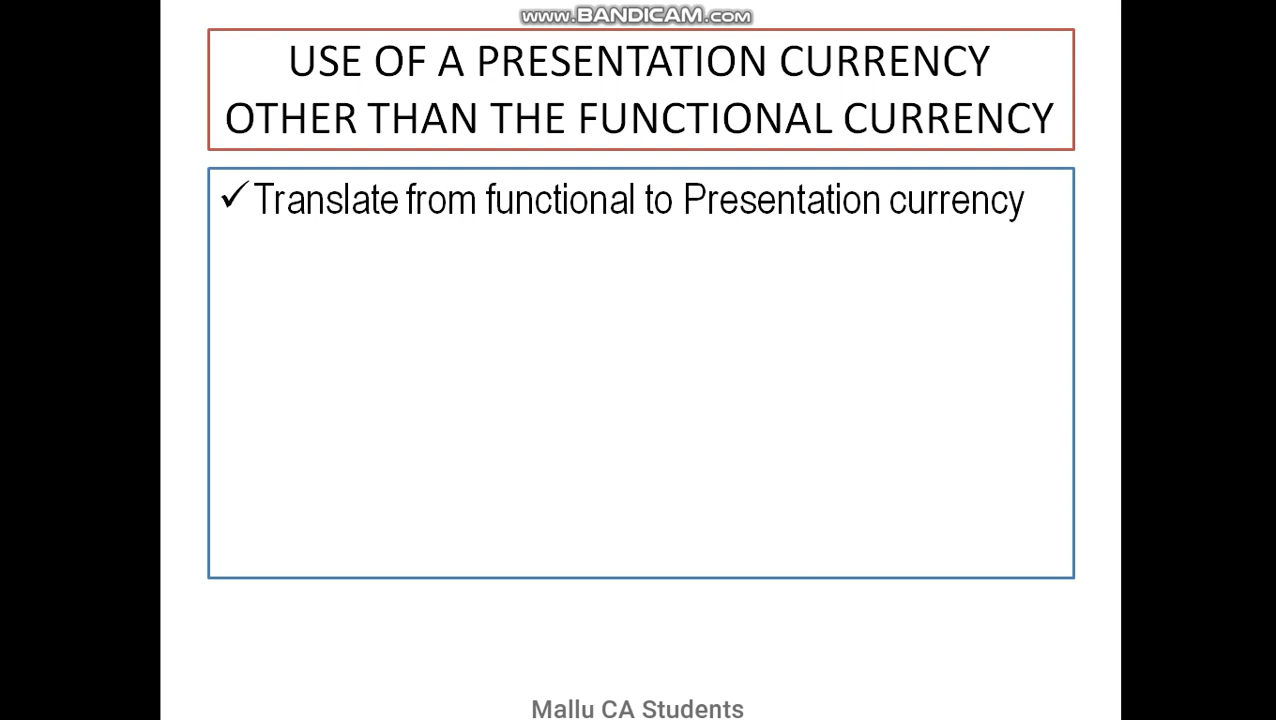 www.BANDICAM.com
USE OF A PRESENTATION CURRENCY
OTHER THAN THE FUNCTIONAL CURRENCY
✓Translate from functional to Presentation currency
Mallu CA Students